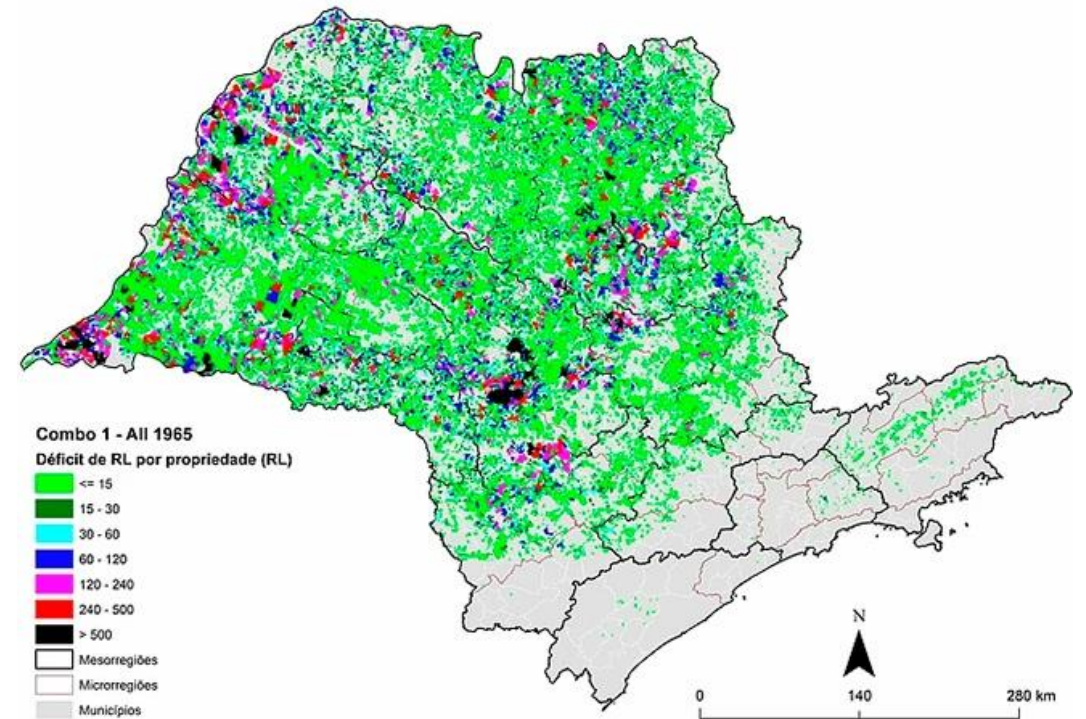 Combo 1 - All 1965
Déficit de RL por propriedade (RL)
<= 15
15 - 30
30 - 60
60 - 120
120 - 240
240 - 500
> 500
Mesorregiões
Microrregiões
Municípios
N
0 140 280 km